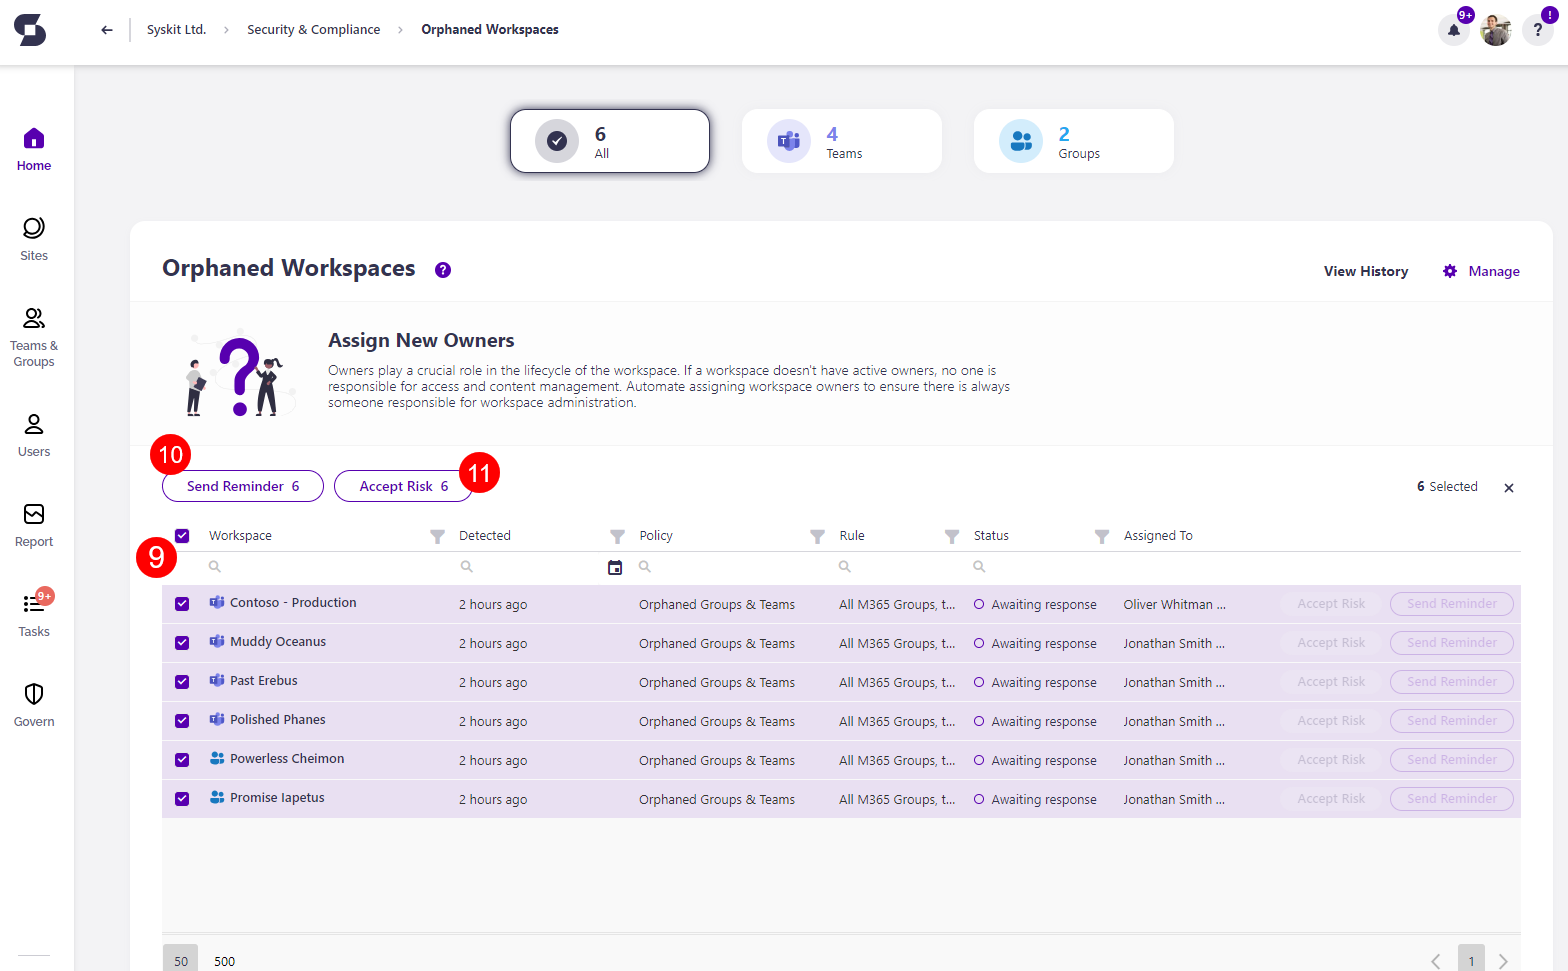 Syskit Ltd. > Security & Compliance > Orphaned Workspaces
9+
!
?
6
All
4
Teams
2
Groups
Home
Sites
Teams &
Groups
Users
Report
9+
Tasks
Govern
Orphaned Workspaces ?
View History Manage
Assign New Owners
Owners play a crucial role in the lifecycle of the workspace. If a workspace doesn't have active owners, no one is
responsible for access and content management. Automate assigning workspace owners to ensure there is always
someone responsible for workspace administration.
10
11
Send Reminder 6 Accept Risk 6 6 Selected
9
Workspace Detected Policy Rule Status Assigned To
Contoso - Production 2 hours ago Orphaned Groups & Teams All M365 Groups, t... Awaiting response Oliver Whitman ... Accept Risk Send Reminder
Muddy Oceanus 2 hours ago Orphaned Groups & Teams All M365 Groups, t... Awaiting response Jonathan Smith ... Accept Risk Send Reminder
Past Erebus 2 hours ago Orphaned Groups & Teams All M365 Groups, t... Awaiting response Jonathan Smith ... Accept Risk Send Reminder
Polished Phanes 2 hours ago Orphaned Groups & Teams All M365 Groups, t... Awaiting response Jonathan Smith ... Accept Risk Send Reminder
Powerless Cheimon 2 hours ago Orphaned Groups & Teams All M365 Groups, t... Awaiting response Jonathan Smith ... Accept Risk Send Reminder
Promise Iapetus 2 hours ago Orphaned Groups & Teams All M365 Groups, t... Awaiting response Jonathan Smith ... Accept Risk Send Reminder
50 500 1